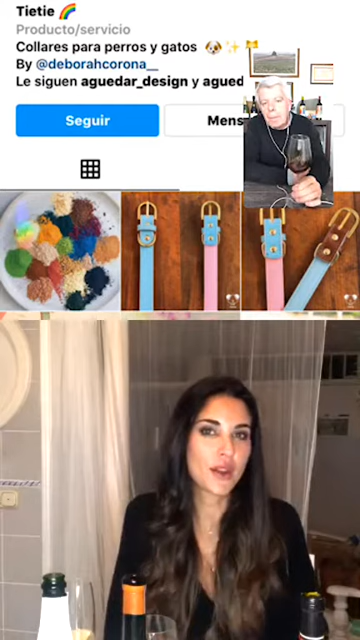 Tietie 🌈
Producto/servicio
Collares para perros y gatos 🐶✨🎀
By @deborahcorona__
Le siguen aguedar_design y agued
Seguir
Mens